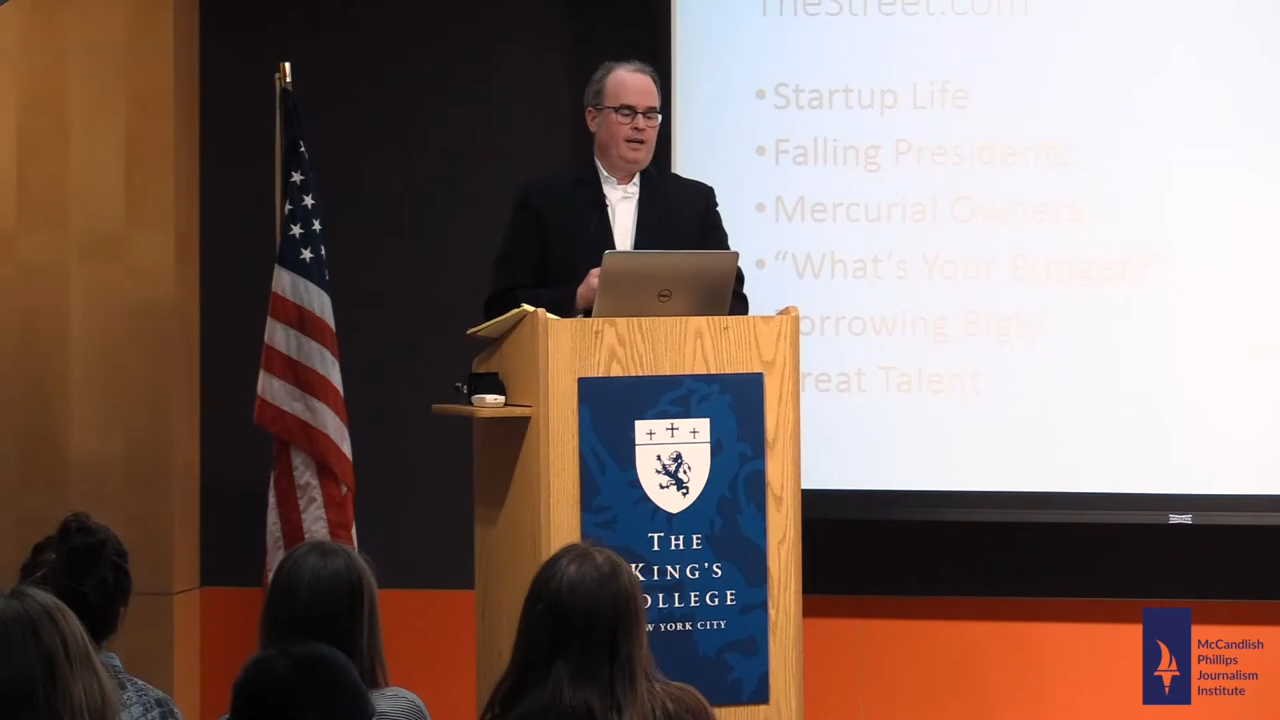 TheStreet.com
•Startup Life
•Falling Presidents
•Mercurial Owners
•"What's Your Budget?"
orrowing Bigly
reat Talent
DELL
THE
KING'S
OLLEGE
W YORK CITY
McCandlish
Phillips
Journalism
Institute